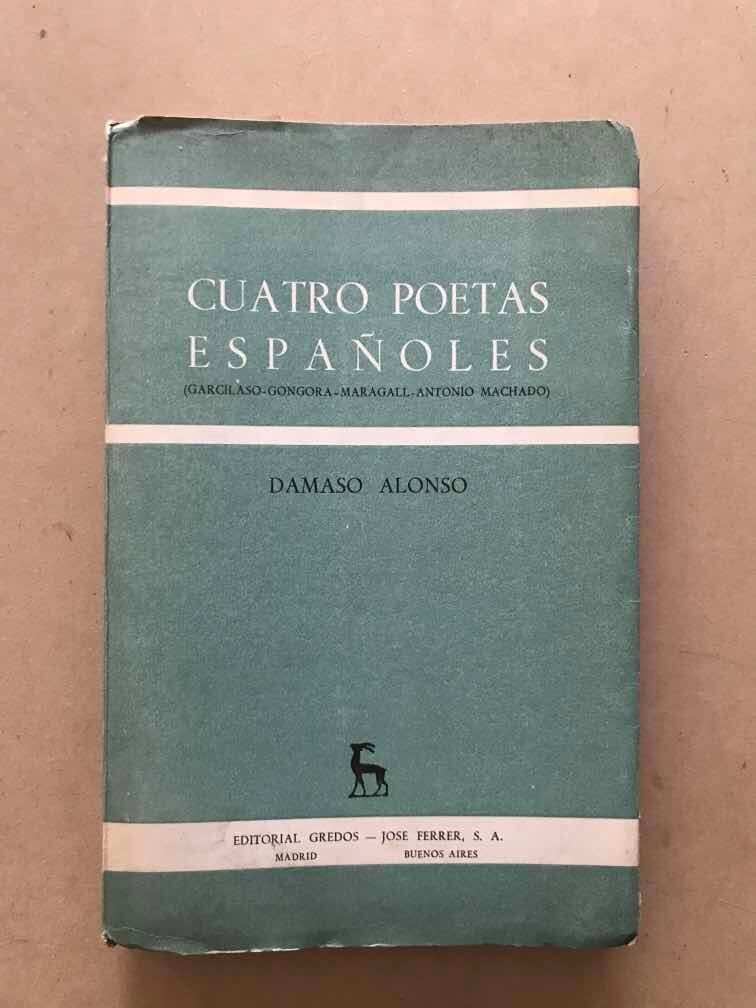 CUATRO POETAS
ESPAÑOLES
(GARCILASO-GONGORA-MARAGALL-ANTONIO MACHADO)
DAMASO ALONSO
EDITORIAL GREDOS — JOSE FERRER, S. A.
MADRID BUENOS AIRES